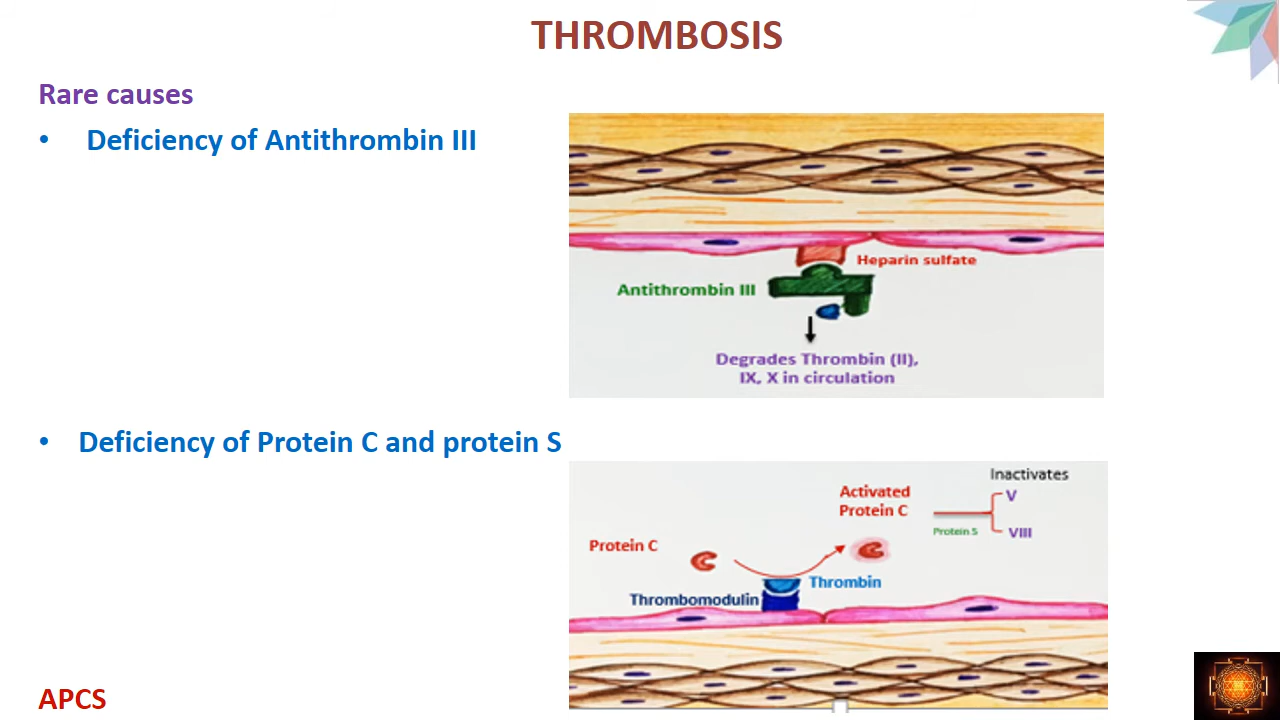 THROMBOSIS
Rare causes
• Deficiency of Antithrombin III
Heparin sulfate
Antithrombin III
Degrades Thrombin (II),
IX, X in circulation
• Deficiency of Protein C and protein S
Inactivates
Activated
Protein C
V
Protein S
VIII
Protein C
Thrombin
Thrombomodulin
APCS